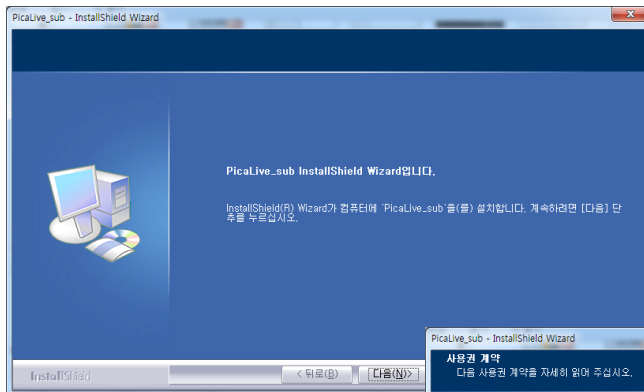 PicaLive_sub - InstallShield Wizard
PicaLive_sub InstallShield Wizard입니다.
InstallShield(R) Wizard가 컴퓨터에 'PicaLive_sub'을(를) 설치합니다. 계속하려면 [다음] 단
추를 누르십시오.
InstallShield
< 뒤로(B)
다음(N)>
PicaLive_sub - InstallShield Wizard
사용권 계약
다음 사용권 계약을 자세히 읽어 주십시오.